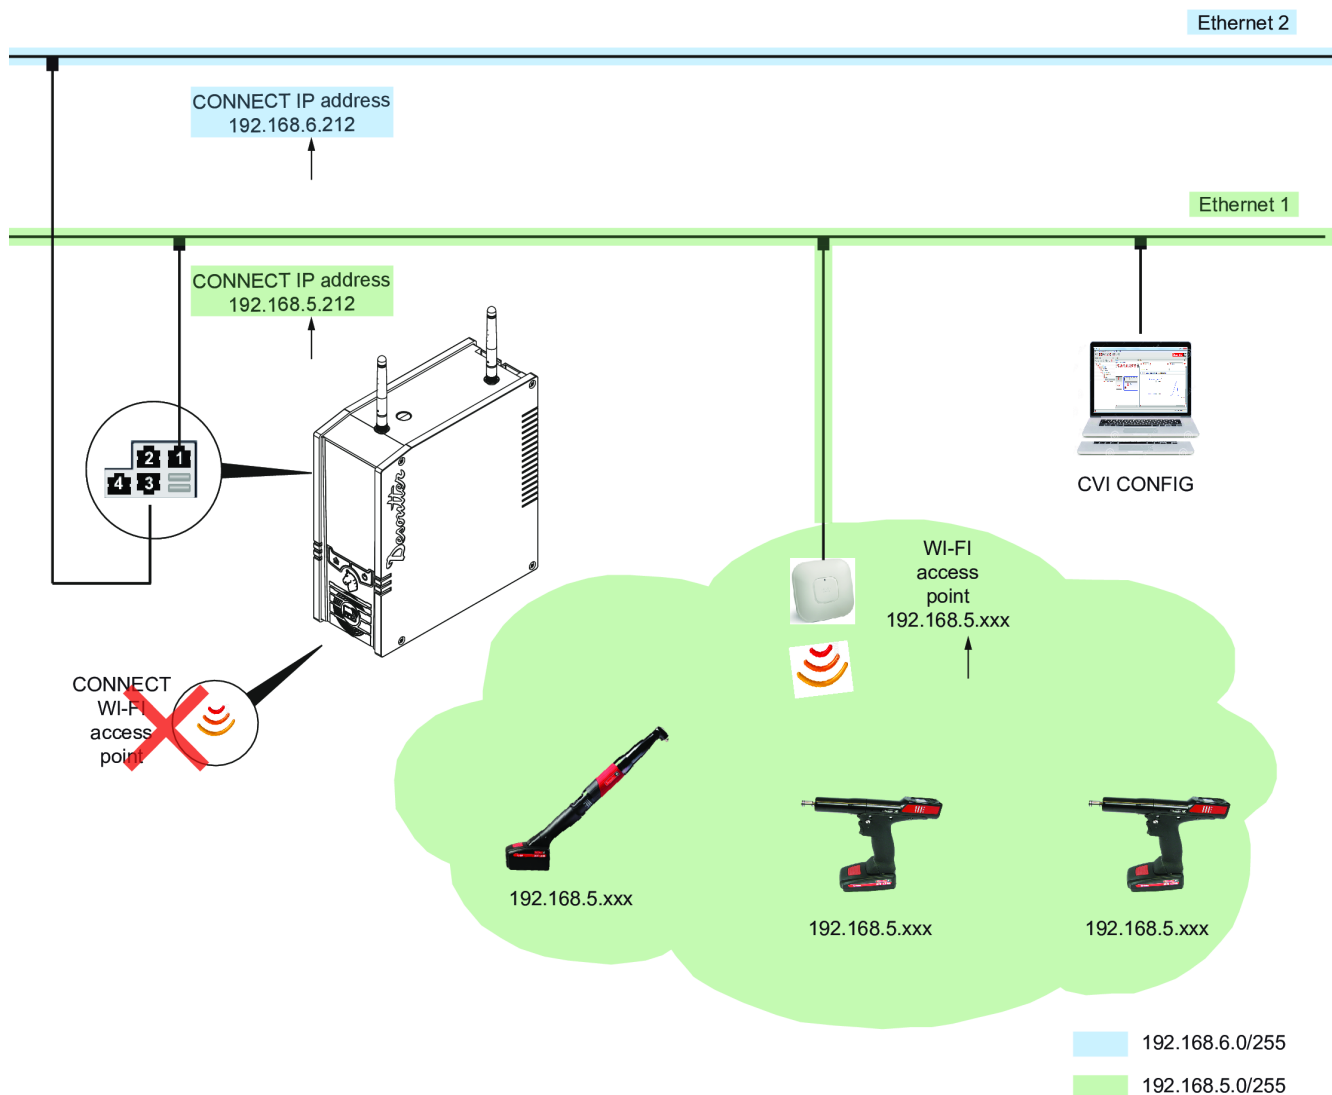 Ethernet 2
CONNECT IP address
192.168.6.212
Ethernet 1
CONNECT IP address
192.168.5.212
2 1
4 3
Desoutter
CVI CONFIG
WI-FI
access
point
192.168.5.xxx
CONNECT
WI-FI
access
point
192.168.5.xxx
192.168.5.xxx
192.168.5.xxx
192.168.6.0/255
192.168.5.0/255